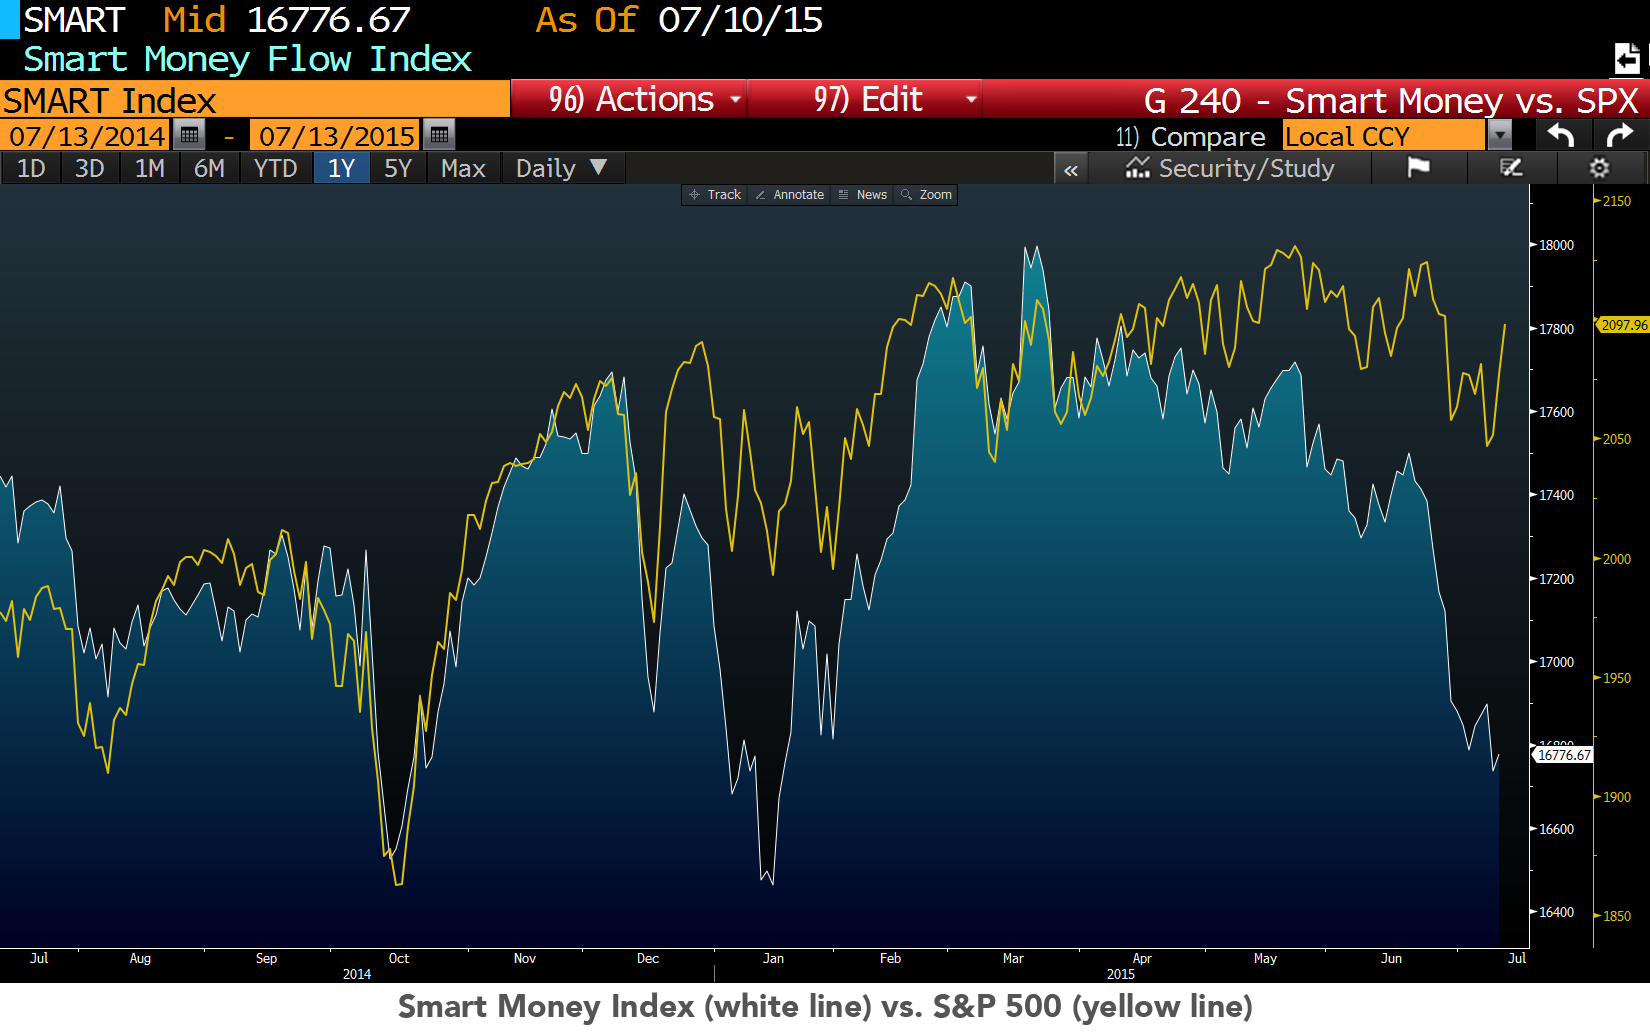 SMART Mid 16776.67 As Of 07/10/15
Smart Money Flow Index
SMART Index 96) Actions 97) Edit G 240 - Smart Money vs. SPX
07/13/2014 - 07/13/2015 11) Compare Local CCY
1D 3D 1M 6M YTD 1Y 5Y Max Daily ▼ « Security/Study
Track Annotate News Zoom
2150
18000
17800
2097.96
17600
2050
17400
2000
17200
17000
1950
16800
16776.67
1900
16600
16400
1850
Jul Aug Sep Oct Nov Dec Jan Feb Mar Apr May Jun Jul
2014 2015
Smart Money Index (white line) vs. S&P 500 (yellow line)